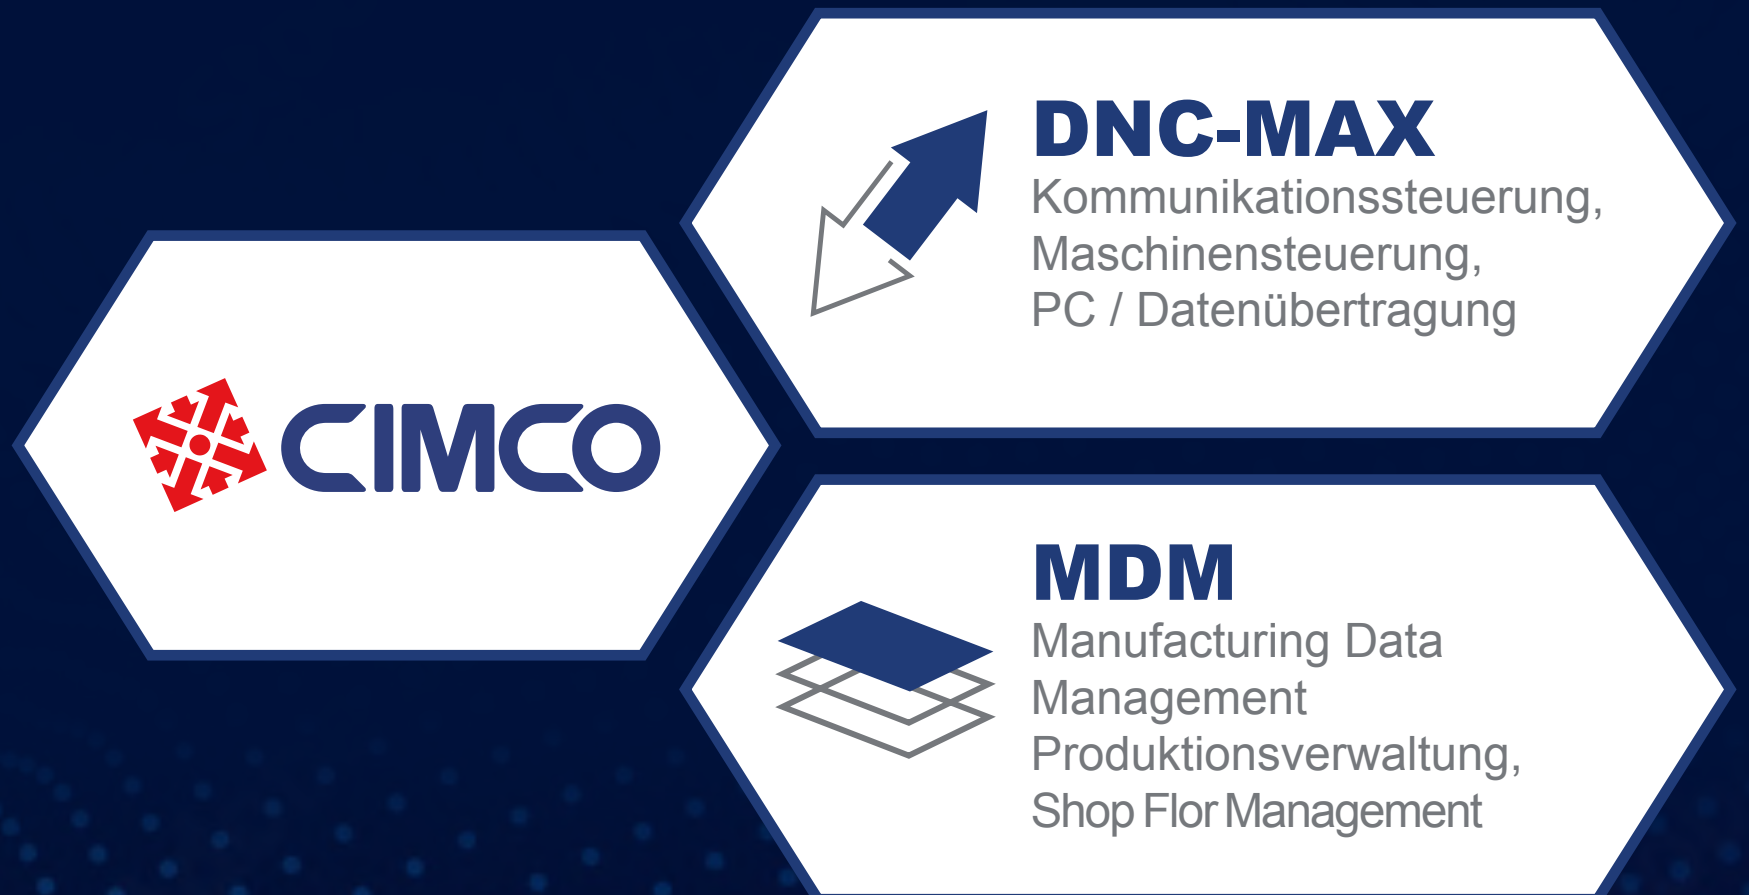 CIMCO
DNC-MAX
Kommunikationssteuerung,
Maschinensteuerung,
PC / Datenübertragung
MDM
Manufacturing Data
Management
Produktionsverwaltung,
Shop Flor Management